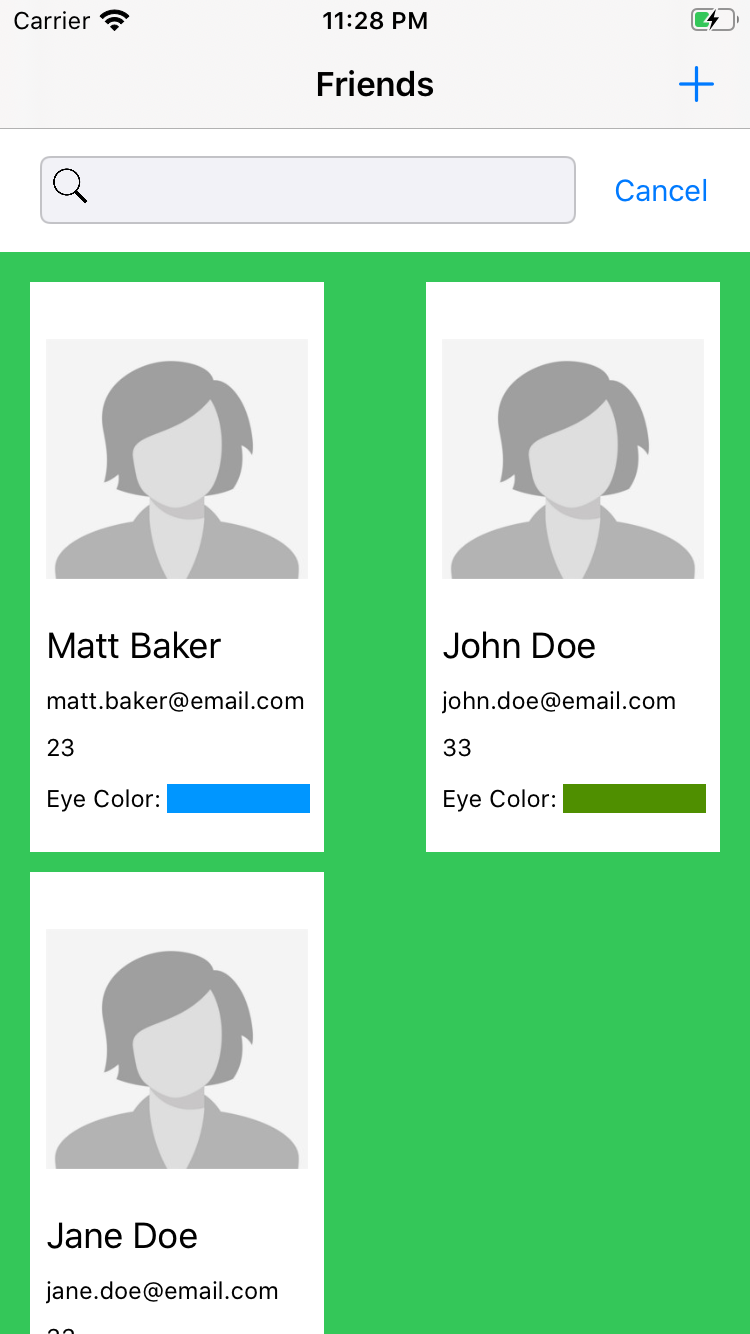 Carrier 11:28 PM
Friends +
Cancel
Matt Baker
matt.baker@email.com
23
Eye Color:
John Doe
john.doe@email.com
33
Eye Color:
Jane Doe
jane.doe@email.com